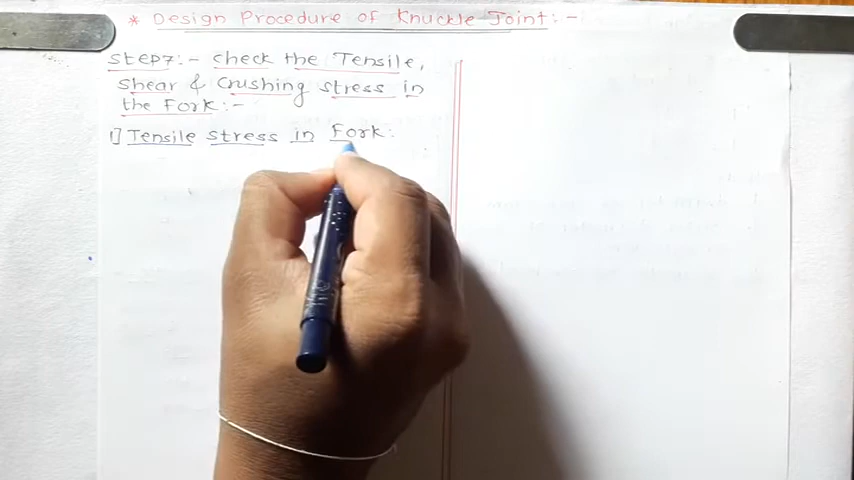 * Design Procedure of Knuckle Joint:-
STEP7:- check the Tensile,
shear & Crushing stress in
the Fork:-
1] Tensile stress in Fork: